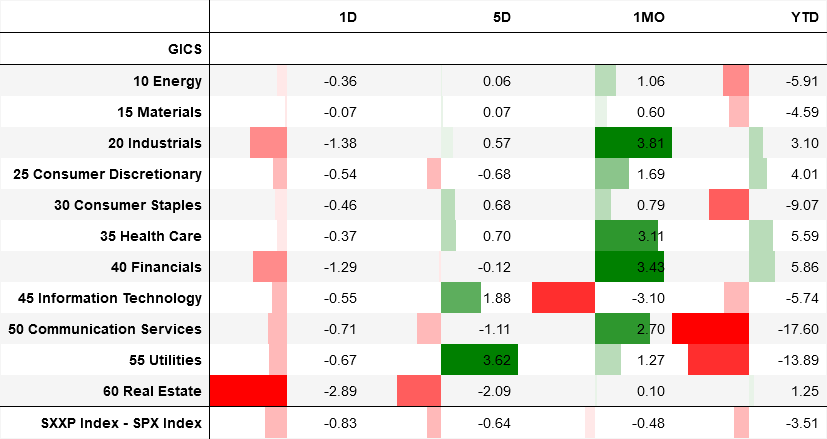 1D 5D 1MO YTD
GICS
10 Energy -0.36 0.06 1.06 -5.91
15 Materials -0.07 0.07 0.60 -4.59
20 Industrials -1.38 0.57 3.81 3.10
25 Consumer Discretionary -0.54 -0.68 1.69 4.01
30 Consumer Staples -0.46 0.68 0.79 -9.07
35 Health Care -0.37 0.70 3.11 5.59
40 Financials -1.29 -0.12 3.43 5.86
45 Information Technology -0.55 1.88 -3.10 -5.74
50 Communication Services -0.71 -1.11 2.70 -17.60
55 Utilities -0.67 3.62 1.27 -13.89
60 Real Estate -2.89 -2.09 0.10 1.25
SXXP Index - SPX Index -0.83 -0.64 -0.48 -3.51